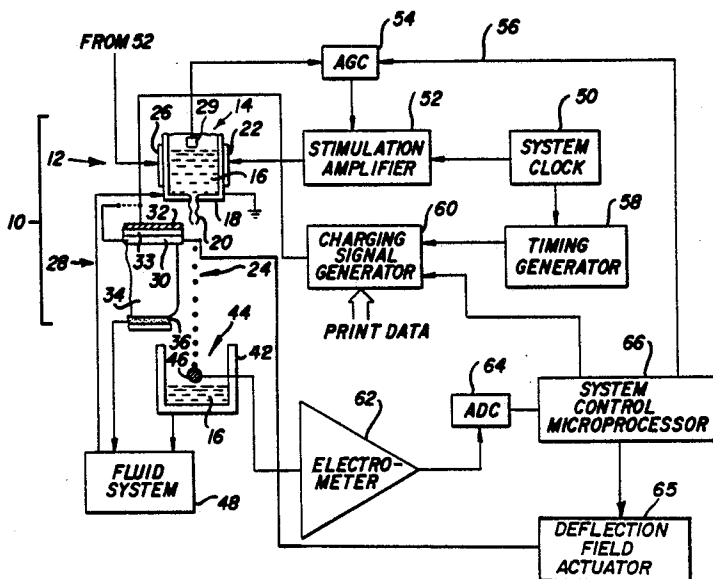 54
56
FROM 52
AGC
50
52
29
14
26
22
12
STIMULATION
AMPLIFIER
SYSTEM
CLOCK
16
10
18
60
58
32
20
33
30
CHARGING
SIGNAL
GENERATOR
TIMING
GENERATOR
28
24
34
PRINT DATA
44
36
46
42
64
66
SYSTEM
CONTROL
MICROPROCESSOR
62
ADC
16
ELECTRO-
METER
FLUID
SYSTEM
48
65
DEFLECTION
FIELD
ACTUATOR